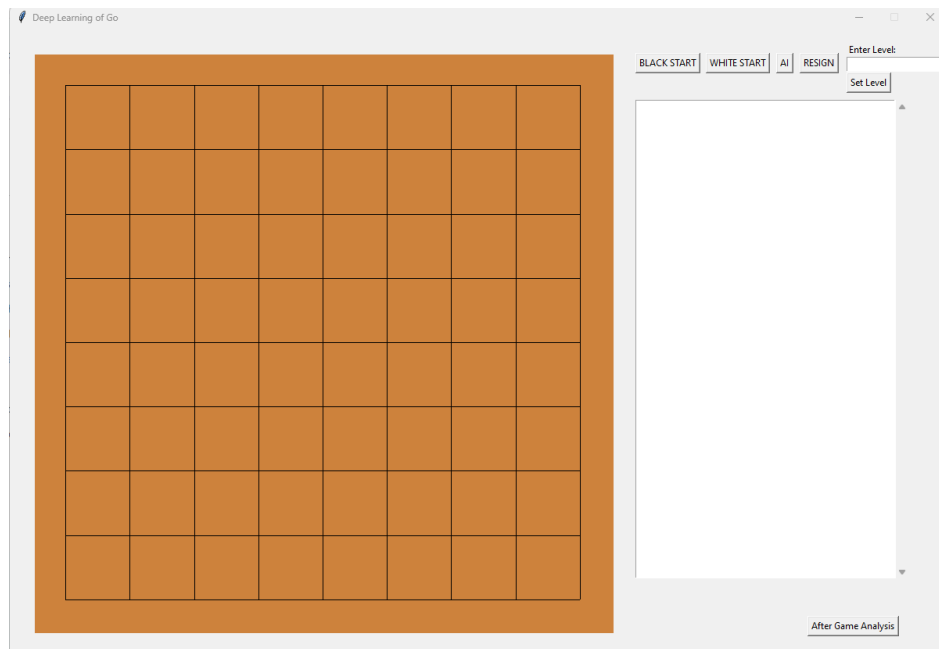 Deep Learning of Go
Enter Level:
BLACK START WHITE START AI RESIGN
Set Level
After Game Analysis